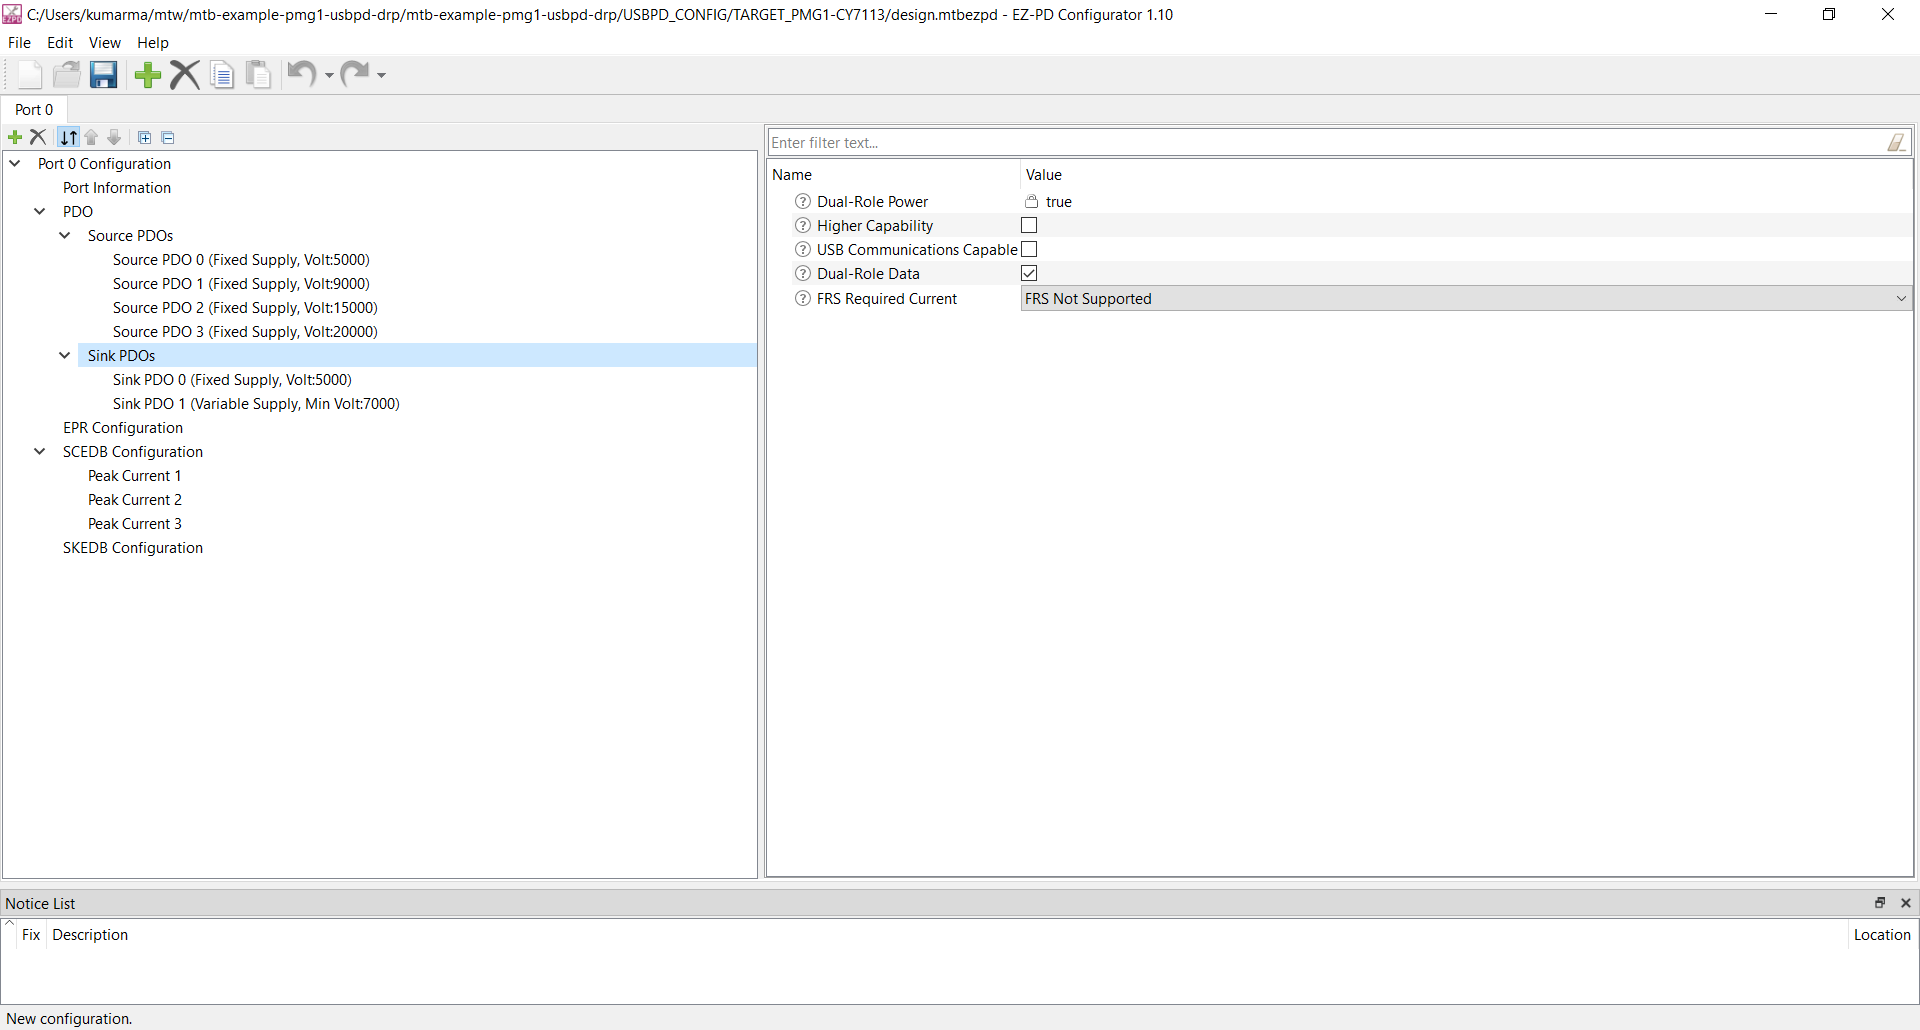 C:/Users/kumarma/mtw/mtb-example-pmg1-usbpd-drp/mtb-example-pmg1-usbpd-drp/USBPD_CONFIG/TARGET_PMG1-CY7113/design.mtbezpd - EZ-PD Configurator 1.10
File Edit View Help
Port 0
Port 0 Configuration
Port Information
PDO
Source PDOs
Source PDO 0 (Fixed Supply, Volt:5000)
Source PDO 1 (Fixed Supply, Volt:9000)
Source PDO 2 (Fixed Supply, Volt:15000)
Source PDO 3 (Fixed Supply, Volt:20000)
Sink PDOs
Sink PDO 0 (Fixed Supply, Volt:5000)
Sink PDO 1 (Variable Supply, Min Volt:7000)
EPR Configuration
SCEDB Configuration
Peak Current 1
Peak Current 2
Peak Current 3
SKEDB Configuration
Enter filter text...
Name Value
Dual-Role Power true
Higher Capability
USB Communications Capable
Dual-Role Data
FRS Required Current FRS Not Supported
Notice List
Fix Description Location
New configuration.